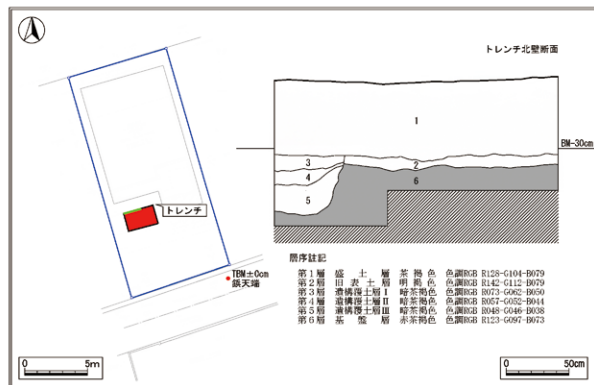 トレンチ北壁断面
1
BM-30cm
3
2
4
6
5
トレンチ
TBM±0cm
鋲天端
層序註記
第1層 盛土層 茶褐色 色調RGB R128-G104-B079
第2層 旧表土層 明褐色 色調RGB R142-G112-B079
第3層 遺構覆土層Ⅰ 暗茶褐色 色調RGB R073-G062-B050
第4層 遺構覆土層Ⅱ 暗茶褐色 色調RGB R057-G052-B044
第5層 遺構覆土層Ⅲ 暗茶褐色 色調RGB R048-G046-B038
第6層 基盤層 赤茶褐色 色調RGB R123-G097-B073
0 5m
0 50cm